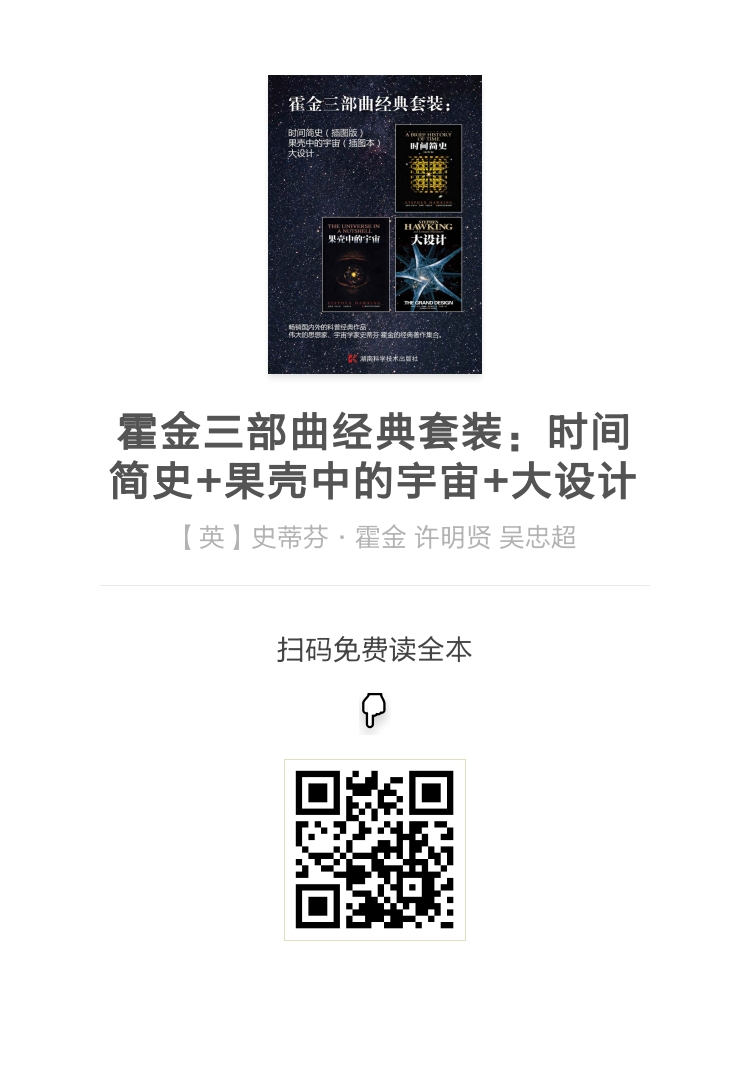 霍金三部曲经典套装：
时间简史（插图版）
果壳中的宇宙（插图本）
大设计
A BRIEF HISTORY
OF TIME
时间简史
STEPHEN HAWKING
THE UNIVERSE IN
A NUTSHELL
果壳中的宇宙
STEPHEN HAWKING
STEPHEN
HAWKING
大设计
THE GRAND DESIGN
畅销国内外的科普经典作品，
伟大的思想家、宇宙学家史蒂芬·霍金的经典著作集合。
湖南科学技术出版社
霍金三部曲经典套装：时间
简史+果壳中的宇宙+大设计
【英】史蒂芬·霍金 许明贤 吴忠超
扫码免费读全本